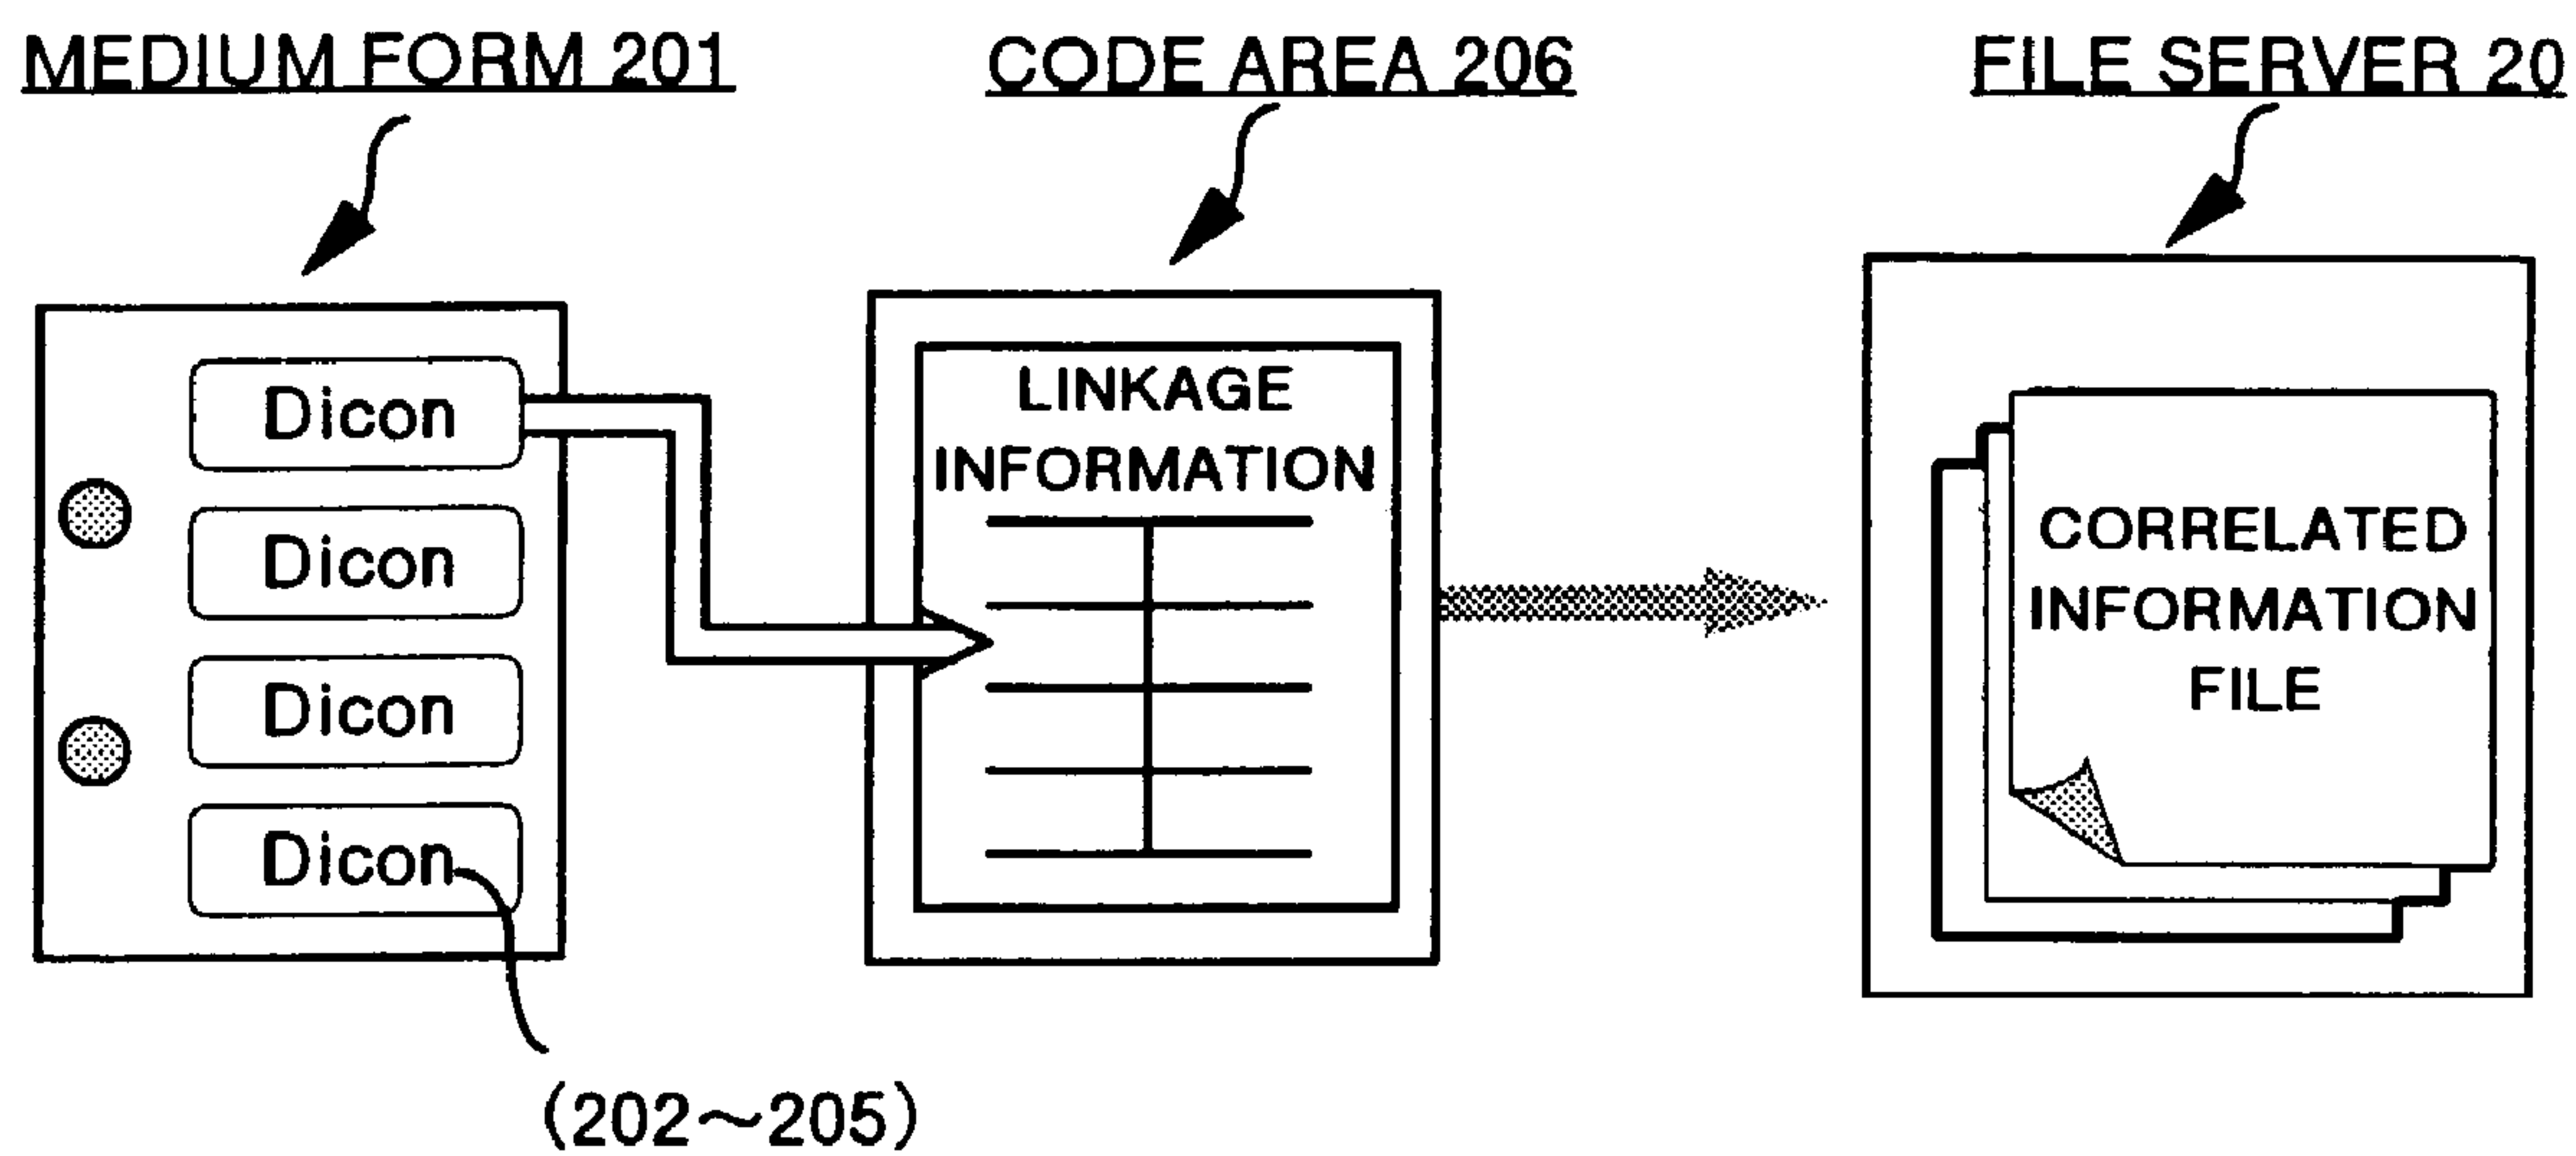 MEDIUM FORM 201
CODE AREA 206
FILE SERVER 20
Dicon
Dicon
Dicon
Dicon
(202～205)
LINKAGE
INFORMATION
CORRELATED
INFORMATION
FILE